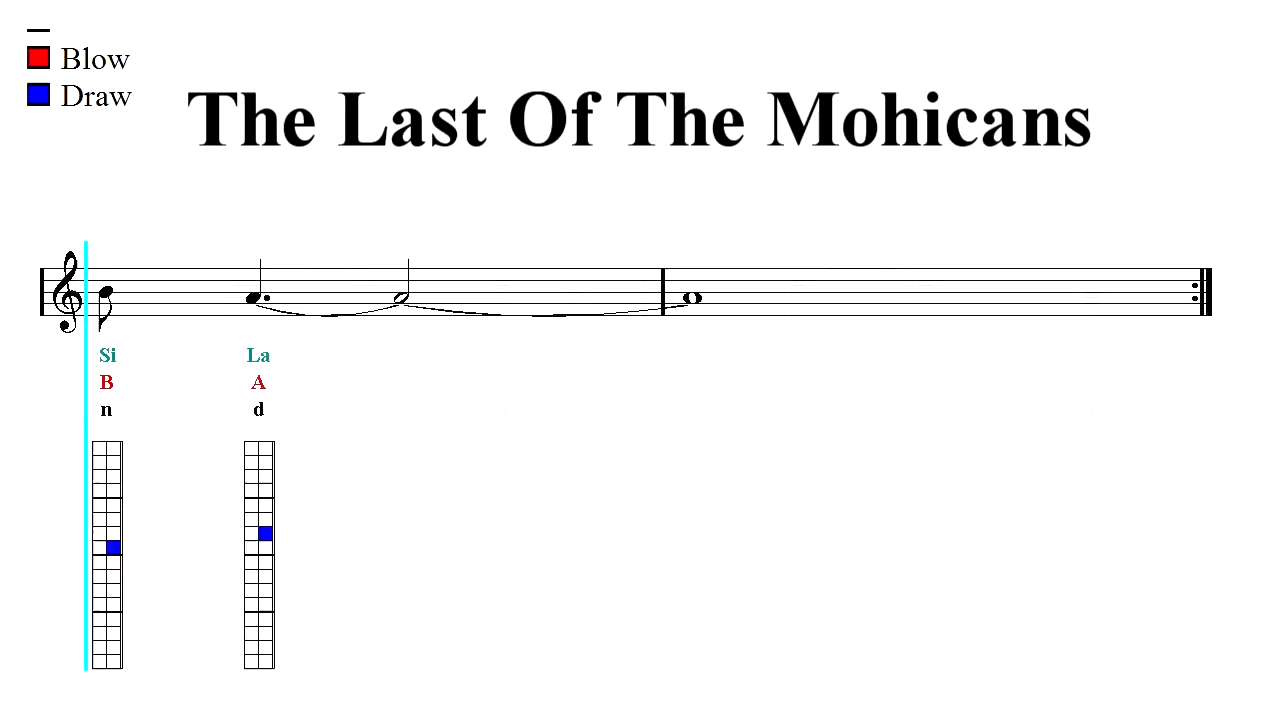 Blow
Draw
The Last Of The Mohicans
Si La
B A
n d